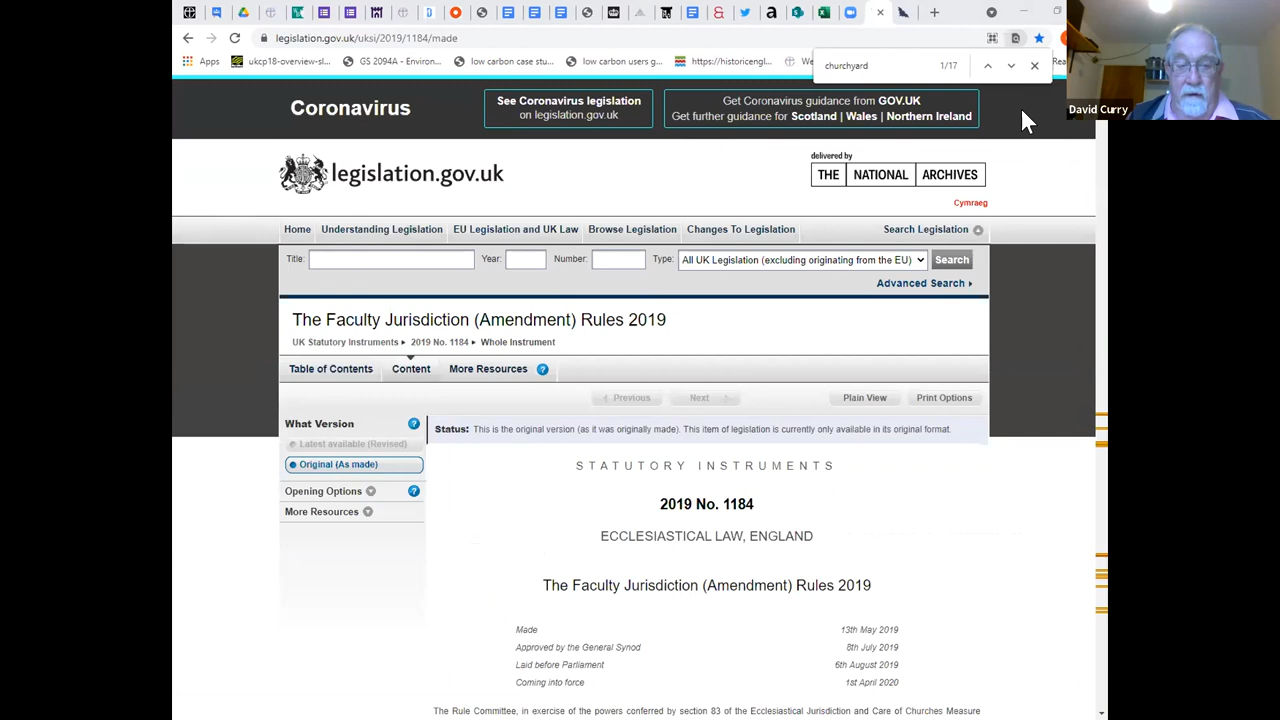 legislation.gov.uk/uksi/2019/1184/made
Apps
ukcp18-overview-sl...
GS 2094A - Environ...
low carbon case stu...
low carbon users g...
https://historicengl...
churchyard
1/17
David Curry
Coronavirus
See Coronavirus legislation
on legislation.gov.uk
Get Coronavirus guidance from GOV.UK
Get further guidance for Scotland | Wales | Northern Ireland
legislation.gov.uk
delivered by
THE NATIONAL ARCHIVES
Cymraeg
Home Understanding Legislation EU Legislation and UK Law Browse Legislation Changes To Legislation Search Legislation
Title: Year: Number: Type: All UK Legislation (excluding originating from the EU) Search
Advanced Search
The Faculty Jurisdiction (Amendment) Rules 2019
UK Statutory Instruments 2019 No. 1184 Whole Instrument
Table of Contents Content More Resources ?
Previous Next Plain View Print Options
What Version ?
Latest available (Revised)
Original (As made)
Opening Options ?
More Resources
Status: This is the original version (as it was originally made). This item of legislation is currently only available in its original format.
STATUTORY INSTRUMENTS
2019 No. 1184
ECCLESIASTICAL LAW, ENGLAND
The Faculty Jurisdiction (Amendment) Rules 2019
Made 13th May 2019
Approved by the General Synod 8th July 2019
Laid before Parliament 6th August 2019
Coming into force 1st April 2020
The Rule Committee, in exercise of the powers conferred by section 83 of the Ecclesiastical Jurisdiction and Care of Churches Measure